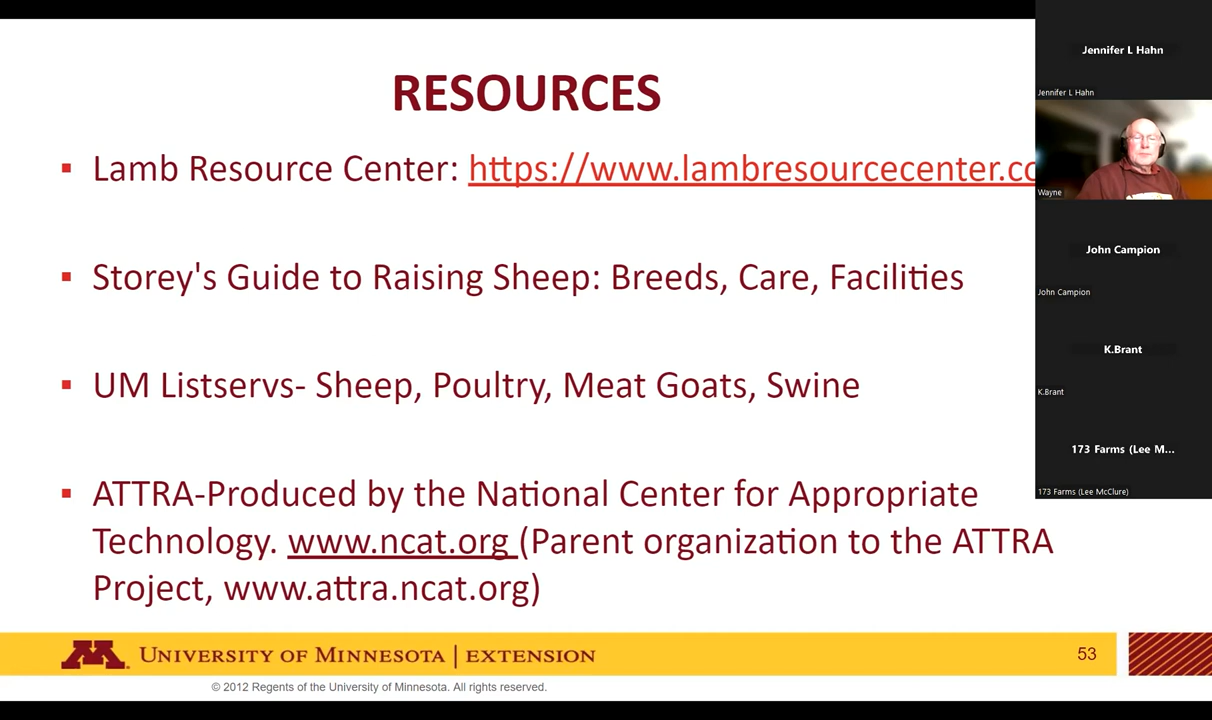 RESOURCES
▪ Lamb Resource Center: https://www.lambresourcecenter.co
▪ Storey's Guide to Raising Sheep: Breeds, Care, Facilities
▪ UM Listservs- Sheep, Poultry, Meat Goats, Swine
▪ ATTRA-Produced by the National Center for Appropriate
Technology. www.ncat.org (Parent organization to the ATTRA
Project, www.attra.ncat.org)
M UNIVERSITY OF MINNESOTA | EXTENSION
53
© 2012 Regents of the University of Minnesota. All rights reserved.
Jennifer L Hahn
Jennifer L Hahn
Wayne
John Campion
John Campion
K.Brant
K.Brant
173 Farms (Lee M...
173 Farms (Lee McClure)